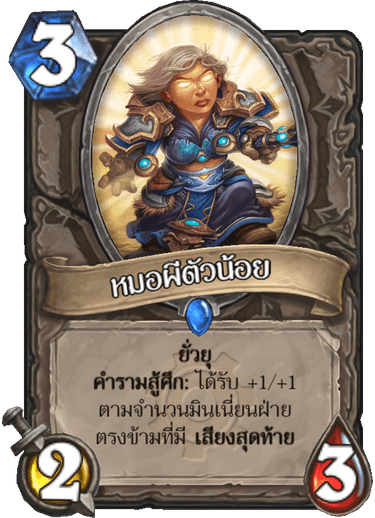 3
หมอผีตัวน้อย
ยั่วยุ
คำรามสู้ศึก: ได้รับ +1/+1
ตามจำนวนมินเนี่ยนฝ่าย
ตรงข้ามที่มี เสียงสุดท้าย
2
3